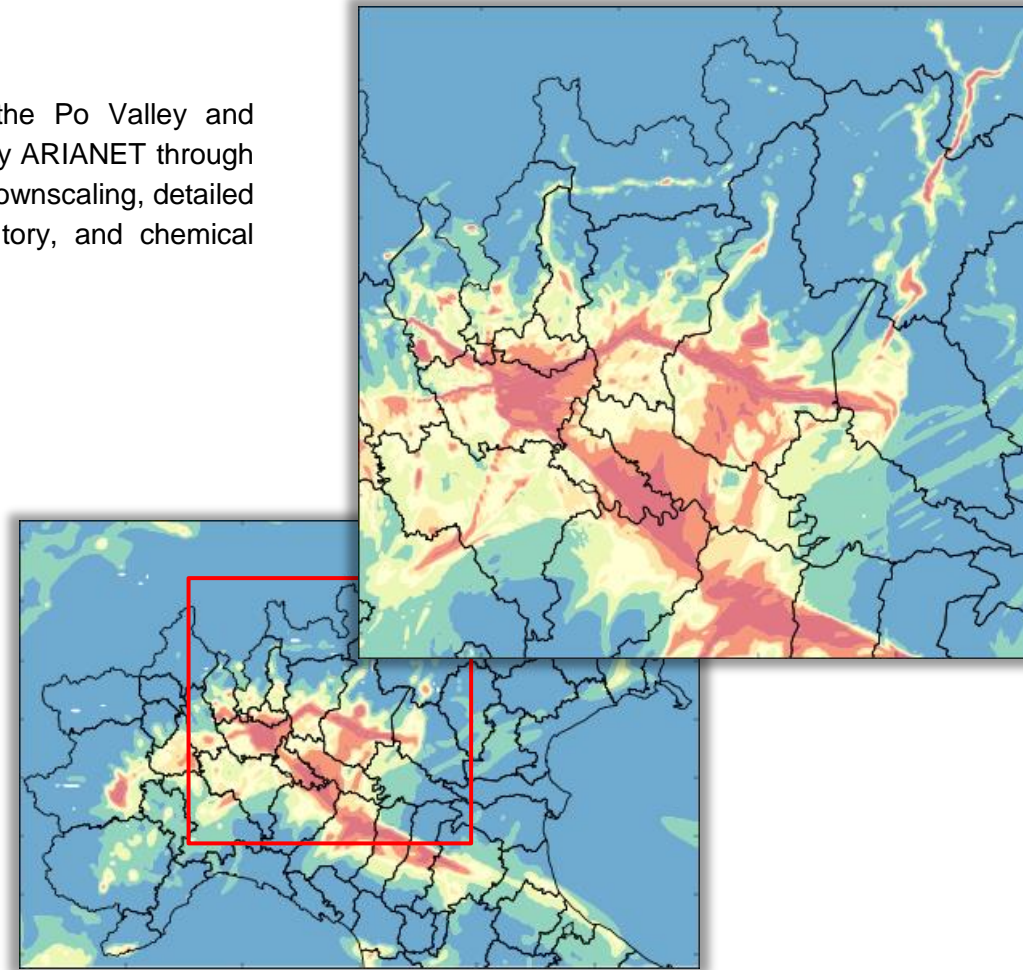 the Po Valley and
y ARIANET through
ownscaling, detailed
tory, and chemical